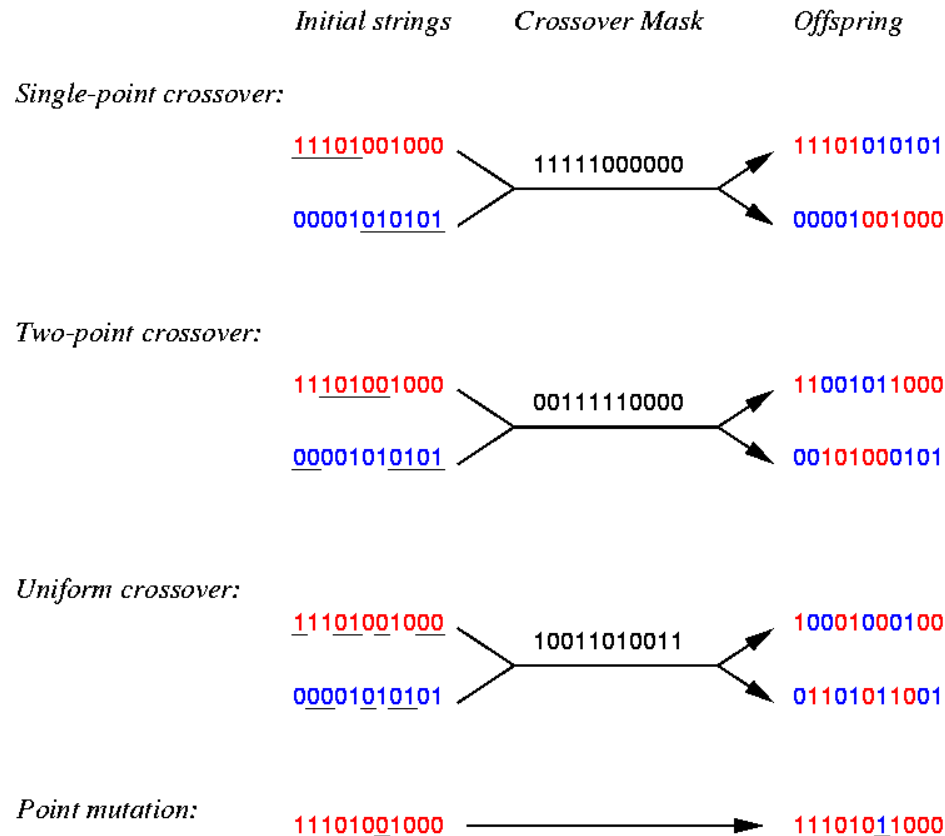 Initial strings Crossover Mask Offspring
Single-point crossover:
11101001000 11111000000 11101010101
00001010101 00001001000
Two-point crossover:
11101001000 00111110000 11001011000
00001010101 00101000101
Uniform crossover:
11101001000 10011010011 10001000100
00001010101 01101011001
Point mutation:
11101001000 11101011000